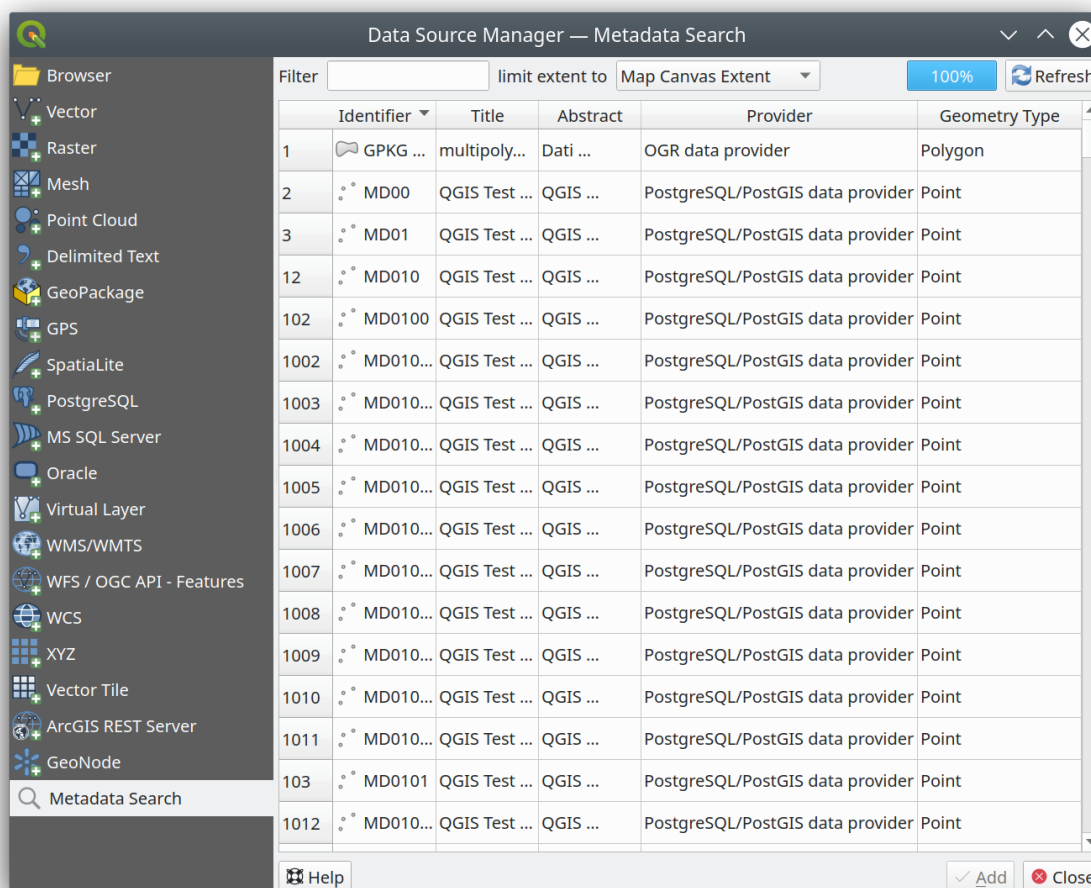 Data Source Manager — Metadata Search
Browser
Vector
Raster
Mesh
Point Cloud
Delimited Text
GeoPackage
GPS
SpatiaLite
PostgreSQL
MS SQL Server
Oracle
Virtual Layer
WMS/WMTS
WFS / OGC API - Features
WCS
XYZ
Vector Tile
ArcGIS REST Server
GeoNode
Metadata Search
Filter limit extent to Map Canvas Extent 100% Refresh
Identifier Title Abstract Provider Geometry Type
1 GPKG ... multipoly... Dati ... OGR data provider Polygon
2 MD00 QGIS Test ... QGIS ... PostgreSQL/PostGIS data provider Point
3 MD01 QGIS Test ... QGIS ... PostgreSQL/PostGIS data provider Point
12 MD010 QGIS Test ... QGIS ... PostgreSQL/PostGIS data provider Point
102 MD0100 QGIS Test ... QGIS ... PostgreSQL/PostGIS data provider Point
1002 MD010... QGIS Test ... QGIS ... PostgreSQL/PostGIS data provider Point
1003 MD010... QGIS Test ... QGIS ... PostgreSQL/PostGIS data provider Point
1004 MD010... QGIS Test ... QGIS ... PostgreSQL/PostGIS data provider Point
1005 MD010... QGIS Test ... QGIS ... PostgreSQL/PostGIS data provider Point
1006 MD010... QGIS Test ... QGIS ... PostgreSQL/PostGIS data provider Point
1007 MD010... QGIS Test ... QGIS ... PostgreSQL/PostGIS data provider Point
1008 MD010... QGIS Test ... QGIS ... PostgreSQL/PostGIS data provider Point
1009 MD010... QGIS Test ... QGIS ... PostgreSQL/PostGIS data provider Point
1010 MD010... QGIS Test ... QGIS ... PostgreSQL/PostGIS data provider Point
1011 MD010... QGIS Test ... QGIS ... PostgreSQL/PostGIS data provider Point
103 MD0101 QGIS Test ... QGIS ... PostgreSQL/PostGIS data provider Point
1012 MD010... QGIS Test ... QGIS ... PostgreSQL/PostGIS data provider Point
Help Add Close